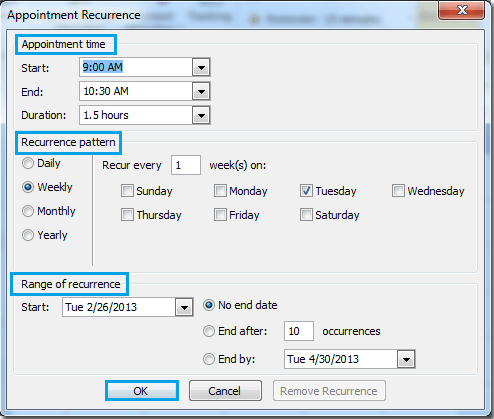 Appointment Recurrence
Appointment time
Start: 9:00 AM
End: 10:30 AM
Duration: 1.5 hours
Recurrence pattern
Daily
Weekly
Monthly
Yearly
Recur every 1 week(s) on:
Sunday Monday Tuesday Wednesday
Thursday Friday Saturday
Range of recurrence
Start: Tue 2/26/2013
No end date
End after: 10 occurrences
End by: Tue 4/30/2013
OK Cancel Remove Recurrence